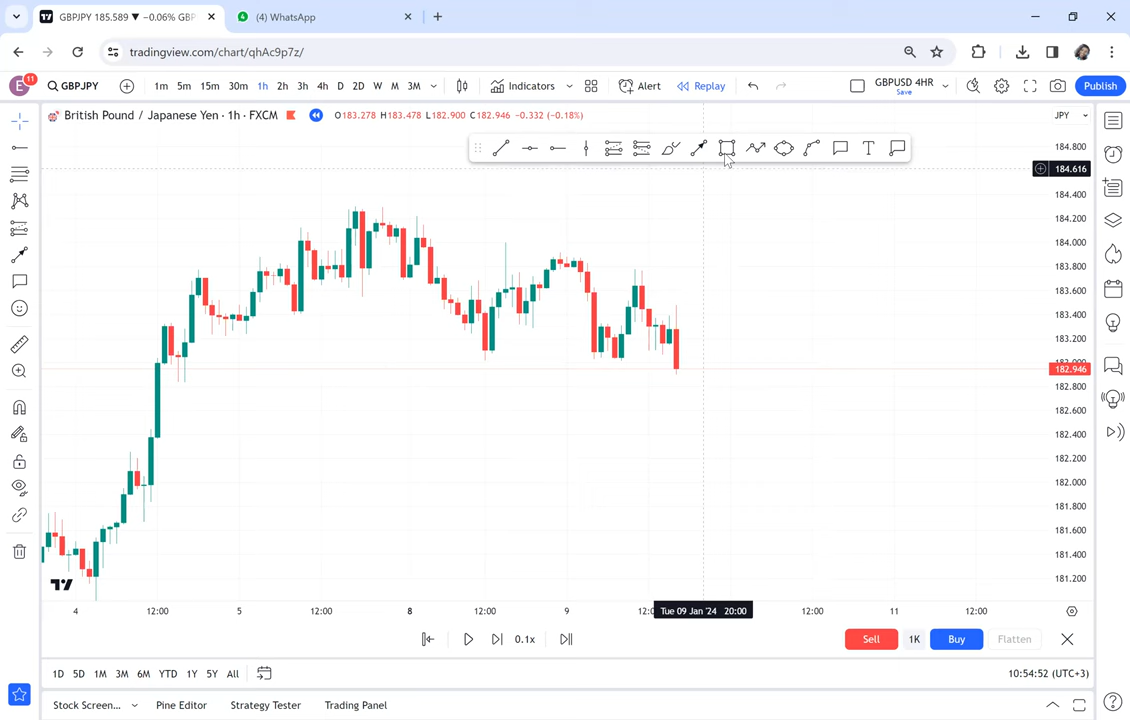 GBPJPY 185.589 ▼ −0.06% GBP
(4) WhatsApp
tradingview.com/chart/qhAc9p7z/
E 11 GBPJPY 1m 5m 15m 30m 1h 2h 3h 4h D 2D W M 3M Indicators Alert Replay GBPUSD 4HR Save Publish
British Pound / Japanese Yen · 1h · FXCM O183.278 H183.478 L182.900 C182.946 −0.332 (−0.18%) JPY
184.800
184.616
184.400
184.200
184.000
183.800
183.600
183.400
183.200
182.946
182.800
182.600
182.400
182.200
182.000
181.800
181.600
181.400
181.200
4 12:00 5 12:00 8 12:00 9 Tue 09 Jan '24 20:00 12:00 11 12:00
0.1x Sell 1K Buy Flatten
1D 5D 1M 3M 6M YTD 1Y 5Y All 10:54:52 (UTC+3)
Stock Screen... Pine Editor Strategy Tester Trading Panel